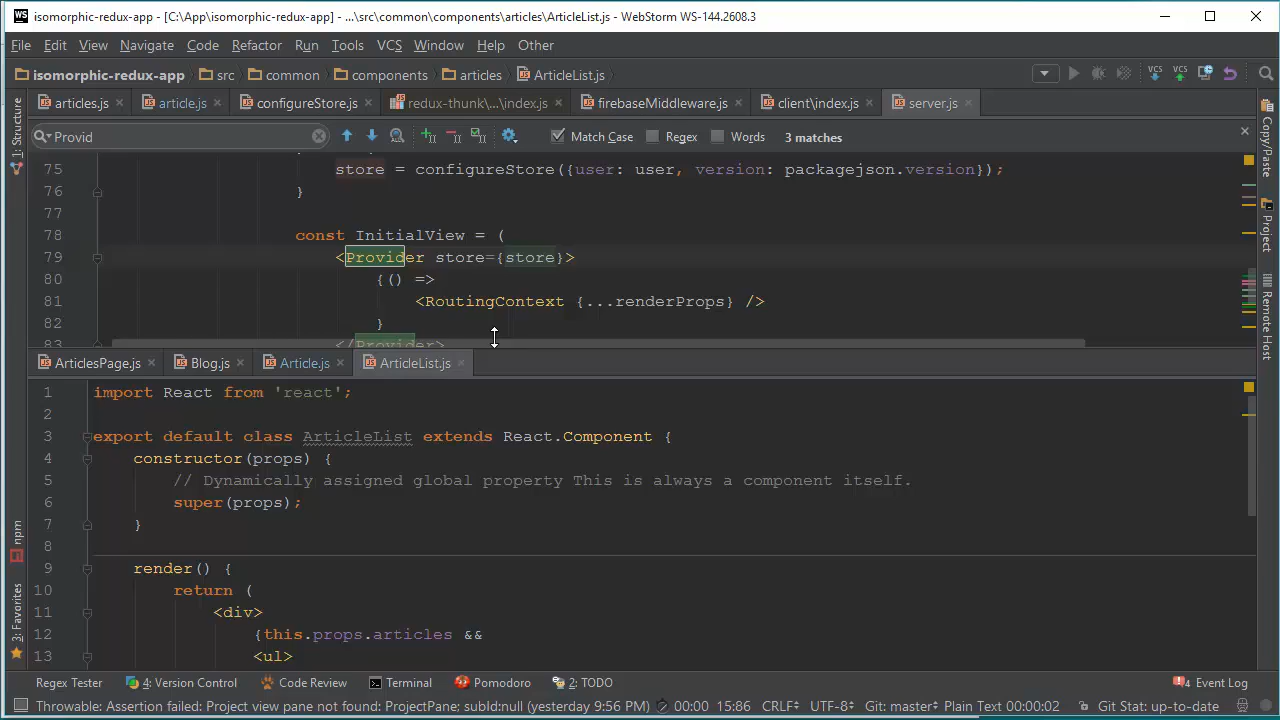 isomorphic-redux-app - [C:\App\isomorphic-redux-app] - ...\src\common\components\articles\ArticleList.js - WebStorm WS-144.2608.3
File Edit View Navigate Code Refactor Run Tools VCS Window Help Other
isomorphic-redux-app src common components articles ArticleList.js VCS VCS
articles.js article.js configureStore.js redux-thunk\...\index.js firebaseMiddleware.js client\index.js server.js
Provid Match Case Regex Words 3 matches
75 store = configureStore({user: user, version: packagejson.version});
76 }
77
78 const InitialView = (
79 <Provider store={store}>
80 {() =>
81 <RoutingContext {...renderProps} />
82 }
83 </Provider>
ArticlesPage.js Blog.js Article.js ArticleList.js
1 import React from 'react';
2
3 export default class ArticleList extends React.Component {
4 constructor(props) {
5 // Dynamically assigned global property This is always a component itself.
6 super(props);
7 }
8
9 render() {
10 return (
11 <div>
12 {this.props.articles &&
13 <ul>
1: Structure
npm
3: Favorites
Copy/Paste
Project
Remote Host
Regex Tester 4: Version Control Code Review Terminal Pomodoro 2: TODO Event Log
Throwable: Assertion failed: Project view pane not found: ProjectPane; subId:null (yesterday 9:56 PM) 00:00 15:86 CRLF UTF-8 Git: master Plain Text 00:00:02 Git Stat: up-to-date